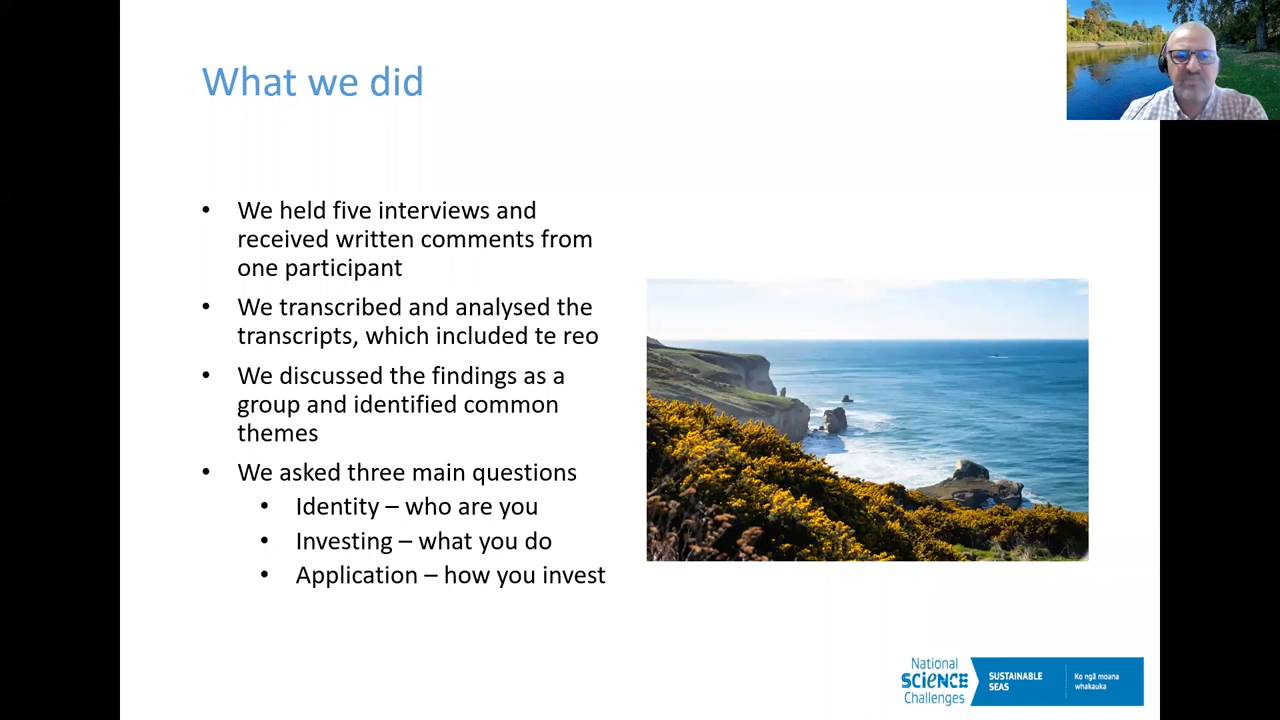 What we did
• We held five interviews and
received written comments from
one participant
• We transcribed and analysed the
transcripts, which included te reo
• We discussed the findings as a
group and identified common
themes
• We asked three main questions
• Identity – who are you
• Investing – what you do
• Application – how you invest
National
SCIENCE
Challenges
SUSTAINABLE
SEAS
Ko ngā moana
whakauka